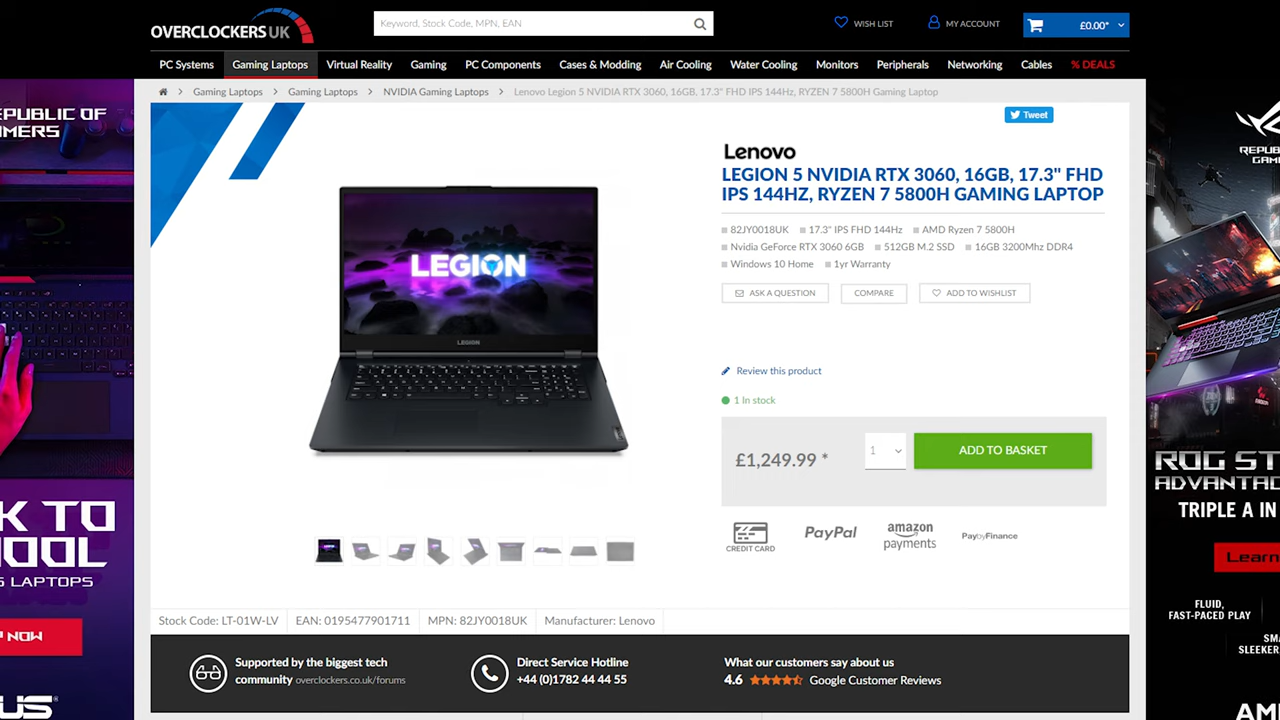 OVERCLOCKERS UK
Keyword, Stock Code, MPN, EAN
WISH LIST
MY ACCOUNT
£0.00*
PC Systems
Gaming Laptops
Virtual Reality
Gaming
PC Components
Cases & Modding
Air Cooling
Water Cooling
Monitors
Peripherals
Networking
Cables
% DEALS
Gaming Laptops > Gaming Laptops > NVIDIA Gaming Laptops > Lenovo Legion 5 NVIDIA RTX 3060, 16GB, 17.3" FHD IPS 144Hz, RYZEN 7 5800H Gaming Laptop
Tweet
Lenovo
LEGION 5 NVIDIA RTX 3060, 16GB, 17.3" FHD
IPS 144HZ, RYZEN 7 5800H GAMING LAPTOP
82JY0018UK 17.3" IPS FHD 144Hz AMD Ryzen 7 5800H
Nvidia GeForce RTX 3060 6GB 512GB M.2 SSD 16GB 3200Mhz DDR4
Windows 10 Home 1yr Warranty
ASK A QUESTION
COMPARE
ADD TO WISHLIST
LEGION
LEGION
Review this product
1 In stock
£1,249.99 *
1
ADD TO BASKET
CREDIT CARD
PayPal
amazon
payments
PaybyFinance
Stock Code: LT-01W-LV
EAN: 0195477901711
MPN: 82JY0018UK
Manufacturer: Lenovo
Supported by the biggest tech
community overclockers.co.uk/forums
Direct Service Hotline
+44 (0)1782 44 44 55
What our customers say about us
4.6 Google Customer Reviews
EPUBLIC OF
MERS
K TO
OOL
LAPTOPS
NOW
US
REPUB
GA
ROG ST
ADVANTA
TRIPLE A IN
Learn
FLUID,
FAST-PACED PLAY
SMA
SLEEKER
AM